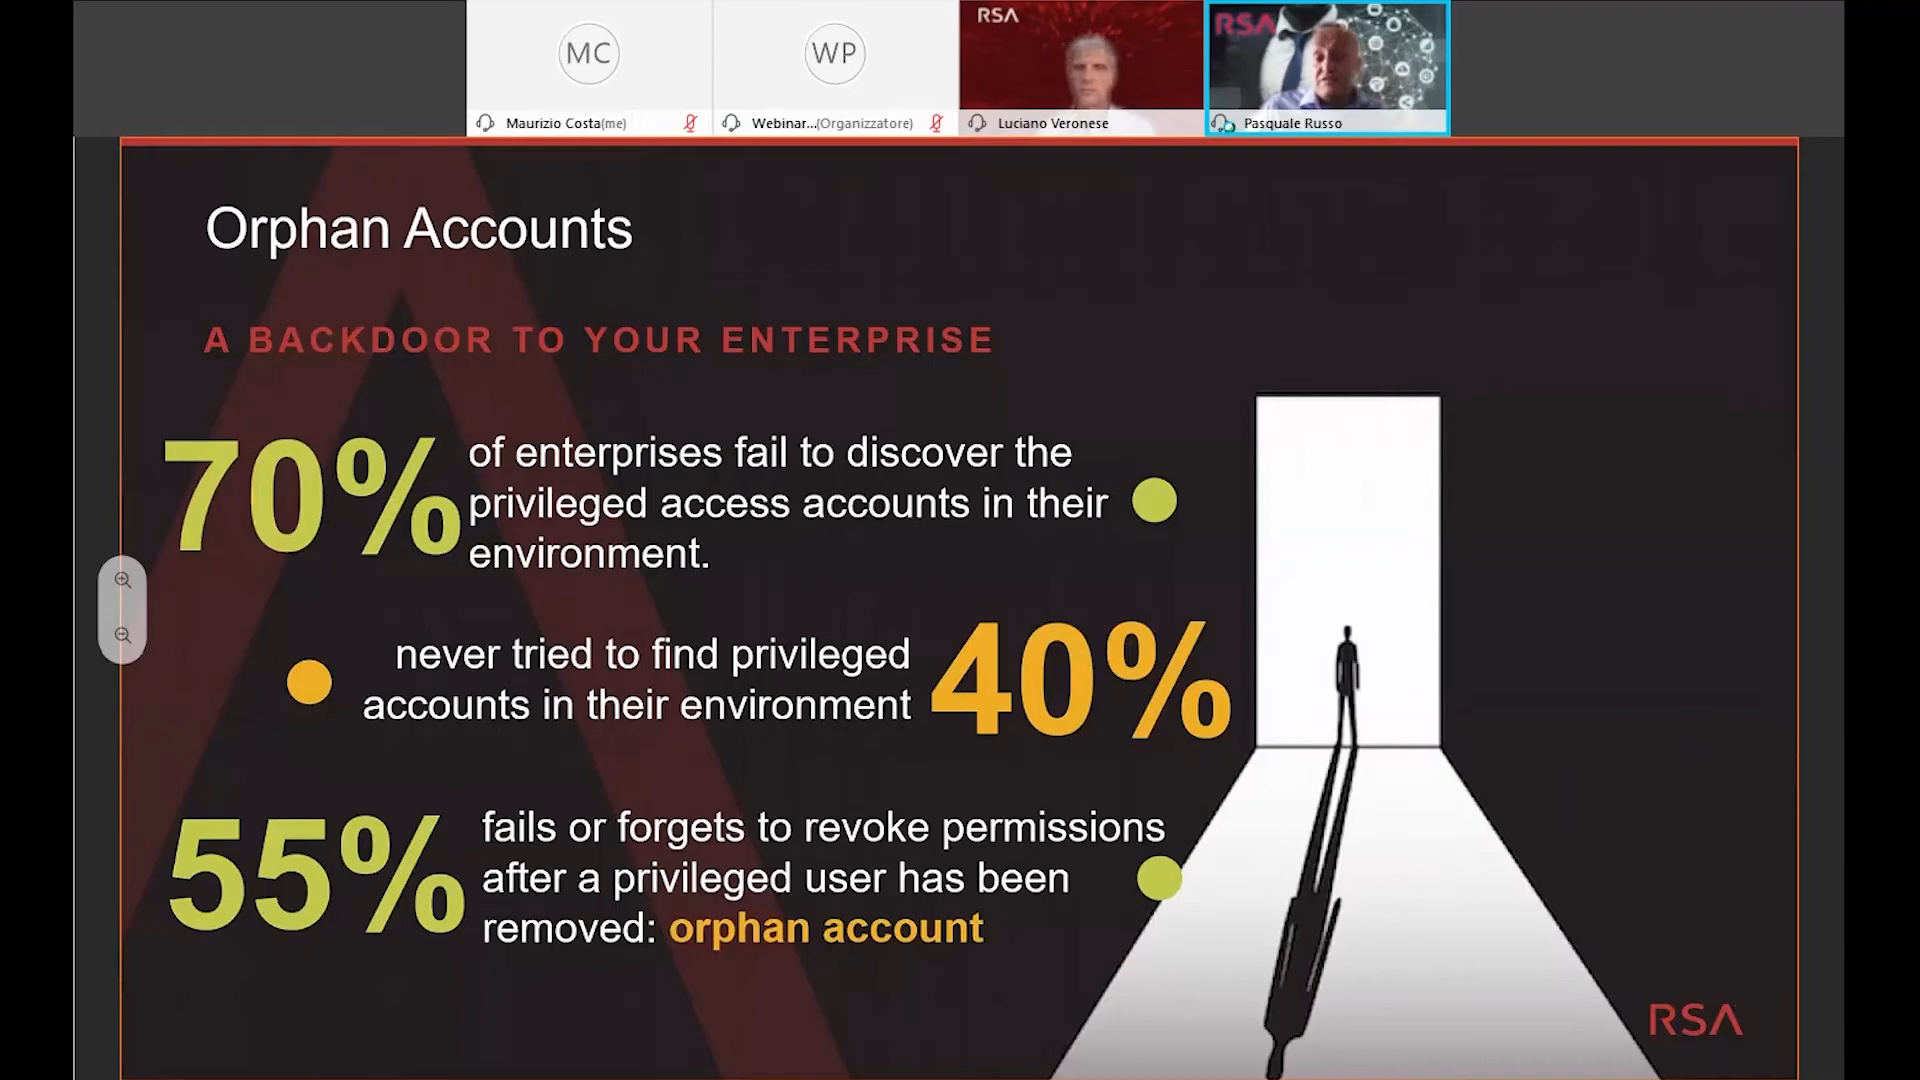 MC
WP
RSA
RSA
Maurizio Costa(me)
Webinar...(Organizzatore)
Luciano Veronese
Pasquale Russo
Orphan Accounts
A BACKDOOR TO YOUR ENTERPRISE
70%
of enterprises fail to discover the
privileged access accounts in their
environment.
never tried to find privileged
accounts in their environment
40%
55%
fails or forgets to revoke permissions
after a privileged user has been
removed: orphan account
RSA